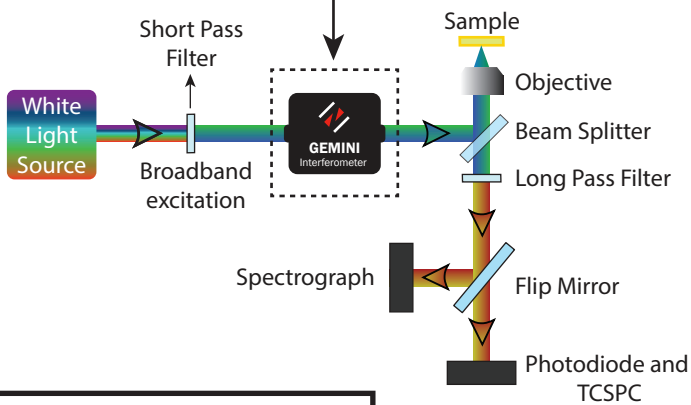 Short Pass
Filter
Sample
White
Light
Source
Broadband
excitation
GEMINI
Interferometer
Objective
Beam Splitter
Long Pass Filter
Spectrograph
Flip Mirror
Photodiode and
TCSPC